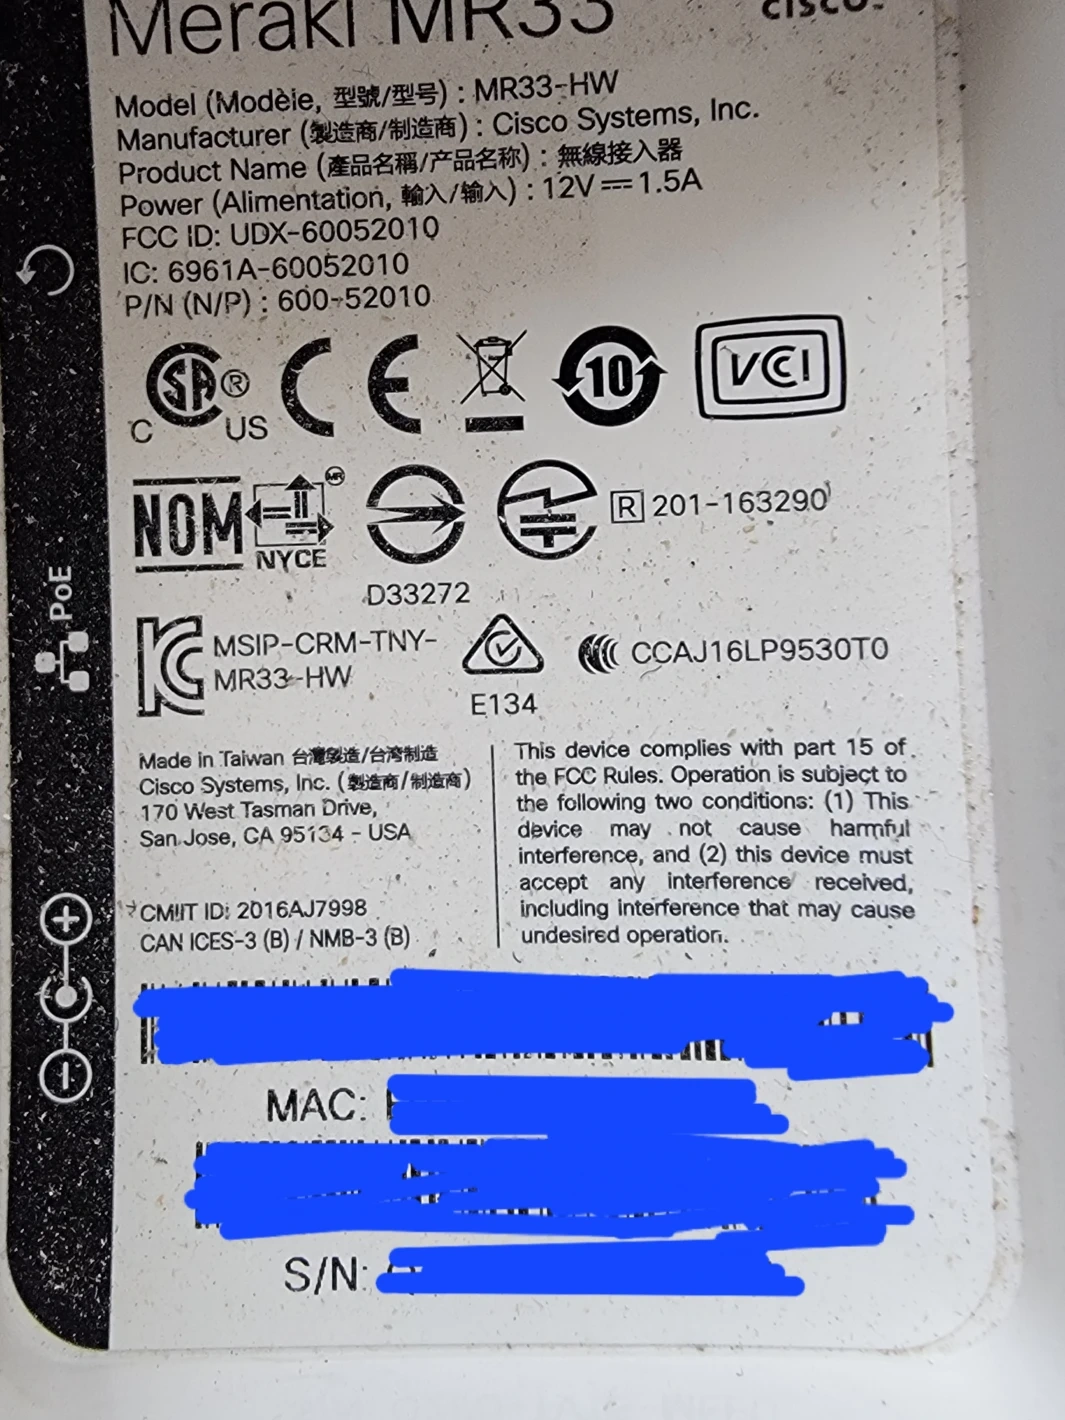 Meraki MR33
CISCO
Model (Modèle, 型號/型号) : MR33-HW
Manufacturer (製造商/制造商) : Cisco Systems, Inc.
Product Name (產品名稱/产品名称) : 無線接入器
Power (Alimentation, 輸入/输入) : 12V⎓1.5A
FCC ID: UDX-60052010
IC: 6961A-60052010
P/N (N/P) : 600-52010
C SA® US CE 10 VCI
NOM NYCE MR R 201-163290
D33272
PoE
KC MSIP-CRM-TNY-
MR33-HW
CCAJ16LP9530T0
E134
Made in Taiwan 台灣製造/台湾制造
Cisco Systems, Inc. (製造商/制造商)
170 West Tasman Drive,
San Jose, CA 95134 - USA
CMIIT ID: 2016AJ7998
CAN ICES-3 (B) / NMB-3 (B)
This device complies with part 15 of
the FCC Rules. Operation is subject to
the following two conditions: (1) This
device may not cause harmful
interference, and (2) this device must
accept any interference received,
including interference that may cause
undesired operation.
MAC:
S/N: